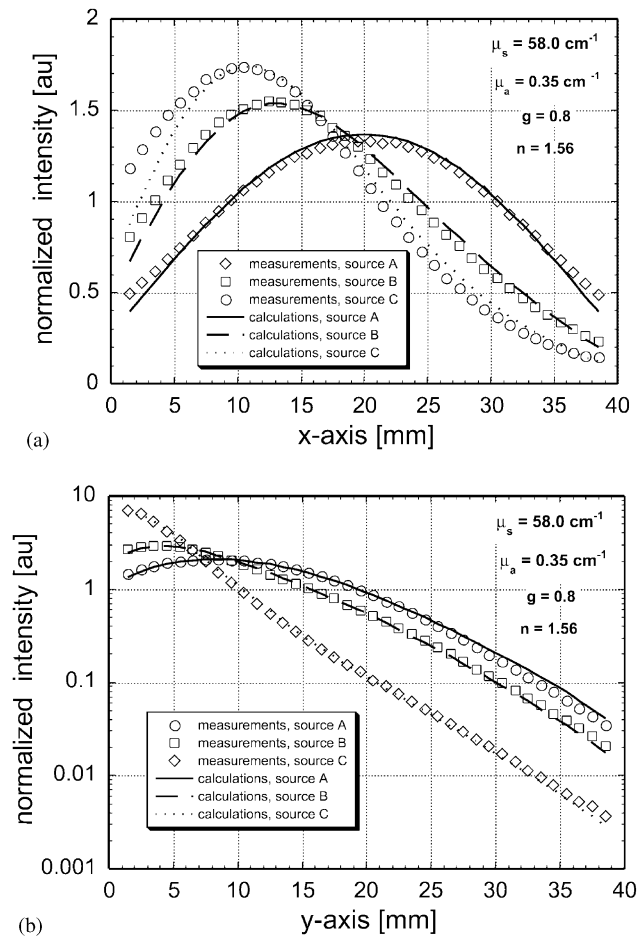 2
1.5
1
0.5
0
0 5 10 15 20 25 30 35 40
normalized intensity [au]
μs = 58.0 cm-1
μa = 0.35 cm-1
g = 0.8
n = 1.56
measurements, source A
measurements, source B
measurements, source C
calculations, source A
calculations, source B
calculations, source C
(a)
x-axis [mm]
10
1
0.1
0.01
0.001
0 5 10 15 20 25 30 35 40
normalized intensity [au]
μs = 58.0 cm-1
μa = 0.35 cm-1
g = 0.8
n = 1.56
measurements, source A
measurements, source B
measurements, source C
calculations, source A
calculations, source B
calculations, source C
(b)
y-axis [mm]